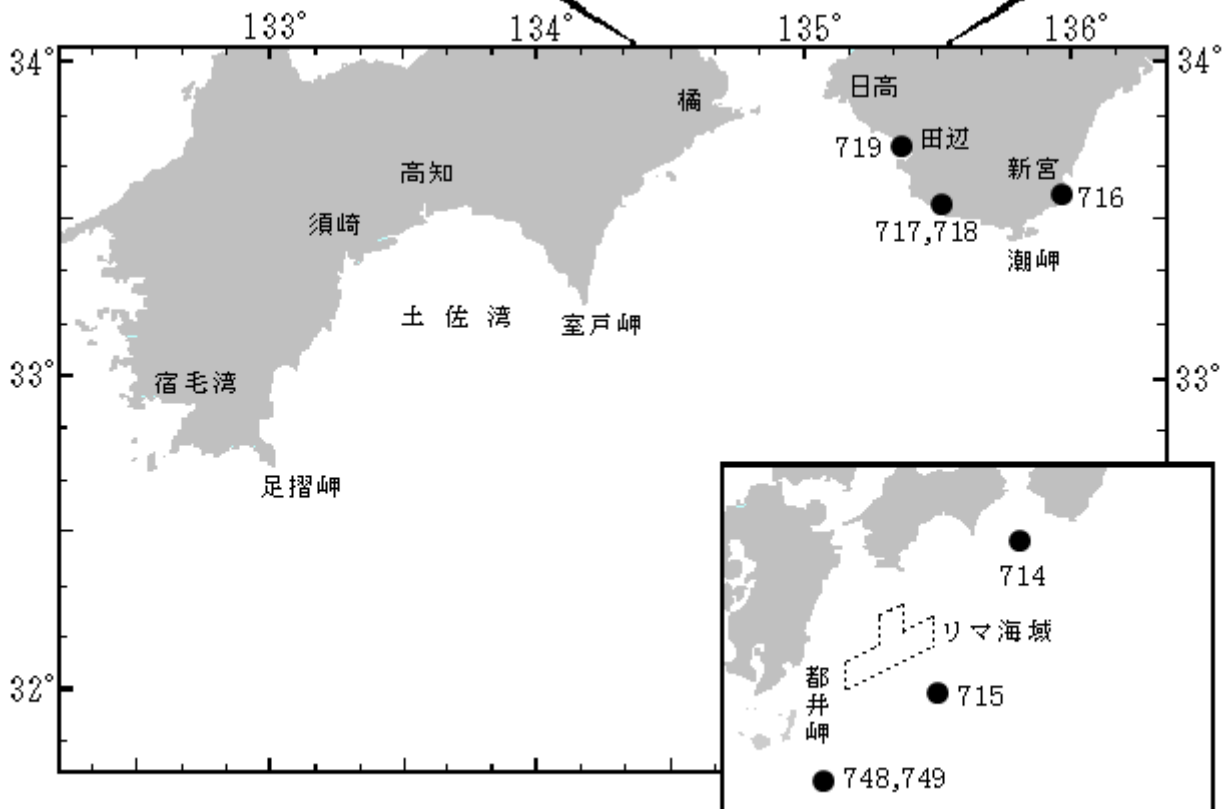 133°
134°
135°
136°
34°
34°
橘
日高
719
田辺
高知
新宮
716
須崎
717,718
潮岬
土佐湾
室戸岬
33°
33°
宿毛湾
足摺岬
714
リマ海域
32°
都井岬
715
748,749